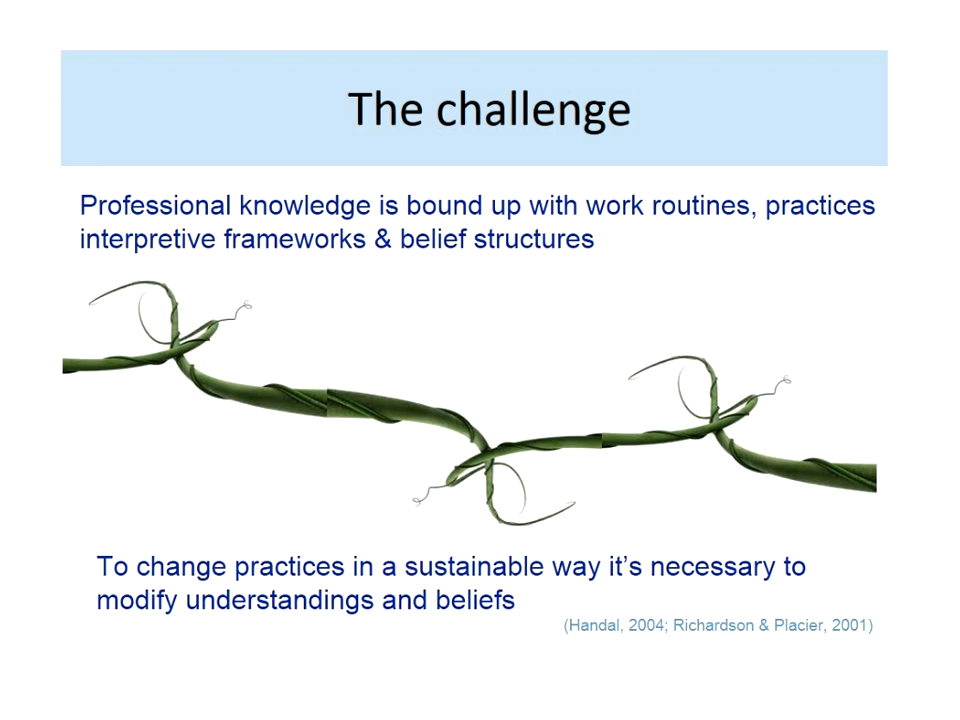 The challenge
Professional knowledge is bound up with work routines, practices
interpretive frameworks & belief structures
To change practices in a sustainable way it's necessary to
modify understandings and beliefs
(Handal, 2004; Richardson & Placier, 2001)